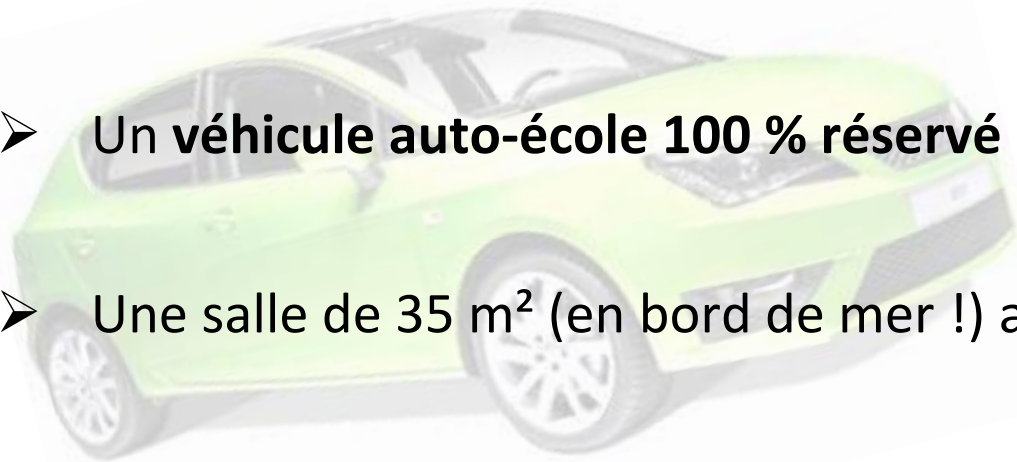 ➢ Un véhicule auto-école 100 % réservé
➢ Une salle de 35 m² (en bord de mer !)